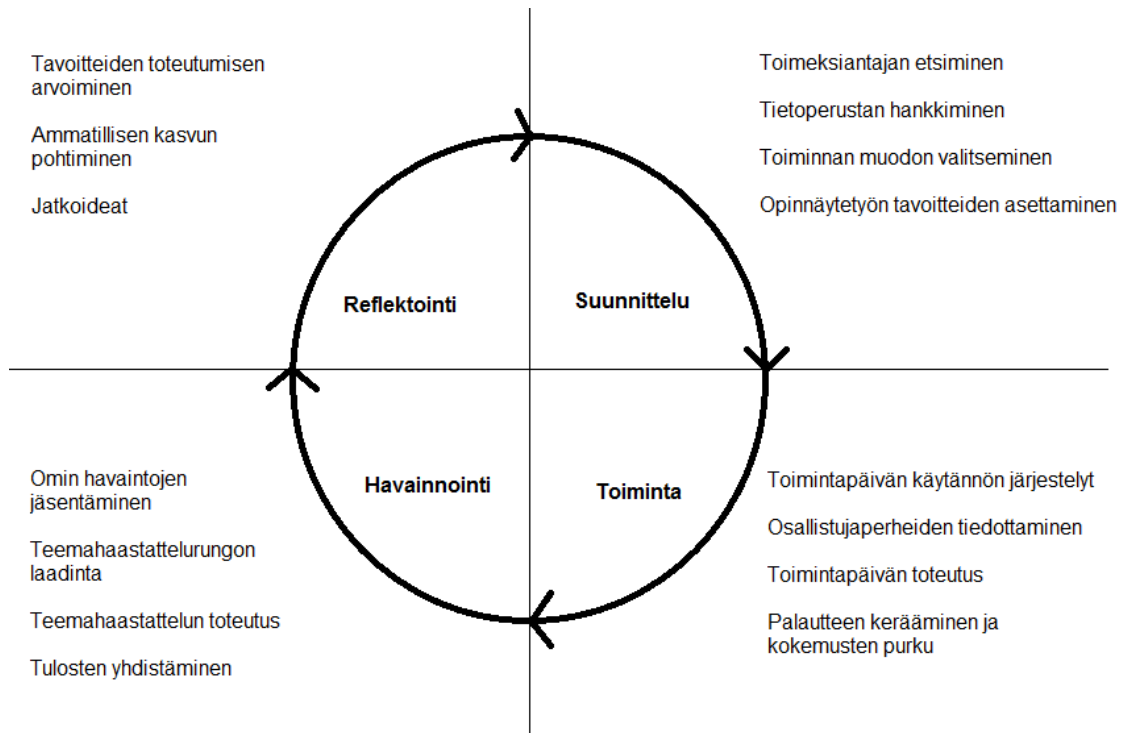 Tavoitteiden toteutumisen
arvoiminen
Ammatillisen kasvun
pohtiminen
Jatkoideat
Toimeksiantajan etsiminen
Tietoperustan hankkiminen
Toiminnan muodon valitseminen
Opinnäytetyön tavoitteiden asettaminen
Reflektointi
Suunnittelu
Havainnointi
Toiminta
Omin havaintojen
jäsentäminen
Teemahaastattelurungon
laadinta
Teemahaastattelun toteutus
Tulosten yhdistäminen
Toimintapäivän käytännön järjestelyt
Osallistujaperheiden tiedottaminen
Toimintapäivän toteutus
Palautteen kerääminen ja
kokemusten purku